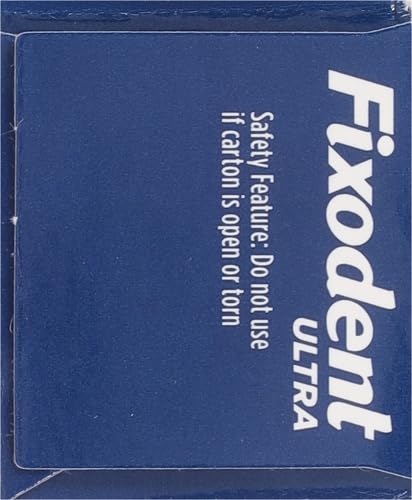 Fixodent
ULTRA
Safety Feature: Do not use
if carton is open or torn